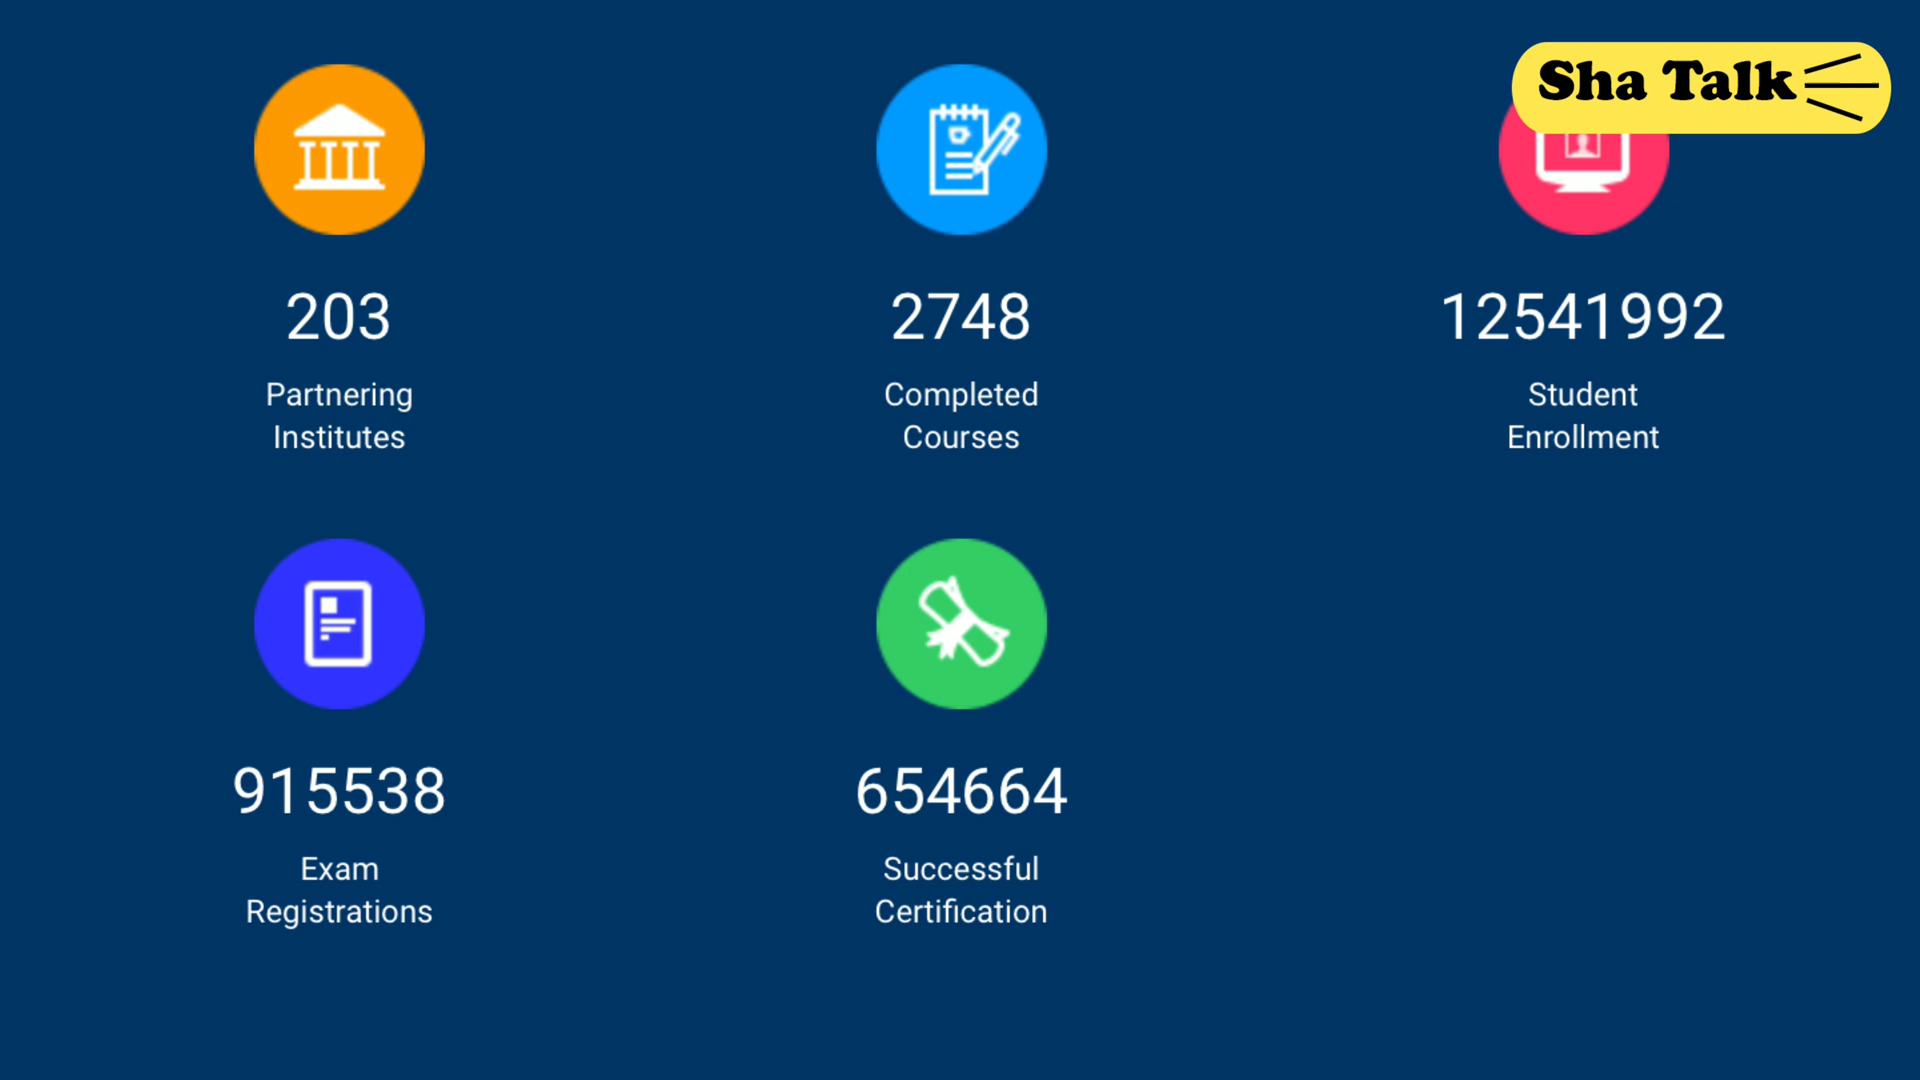 Sha Talk
203
Partnering
Institutes
2748
Completed
Courses
12541992
Student
Enrollment
915538
Exam
Registrations
654664
Successful
Certification